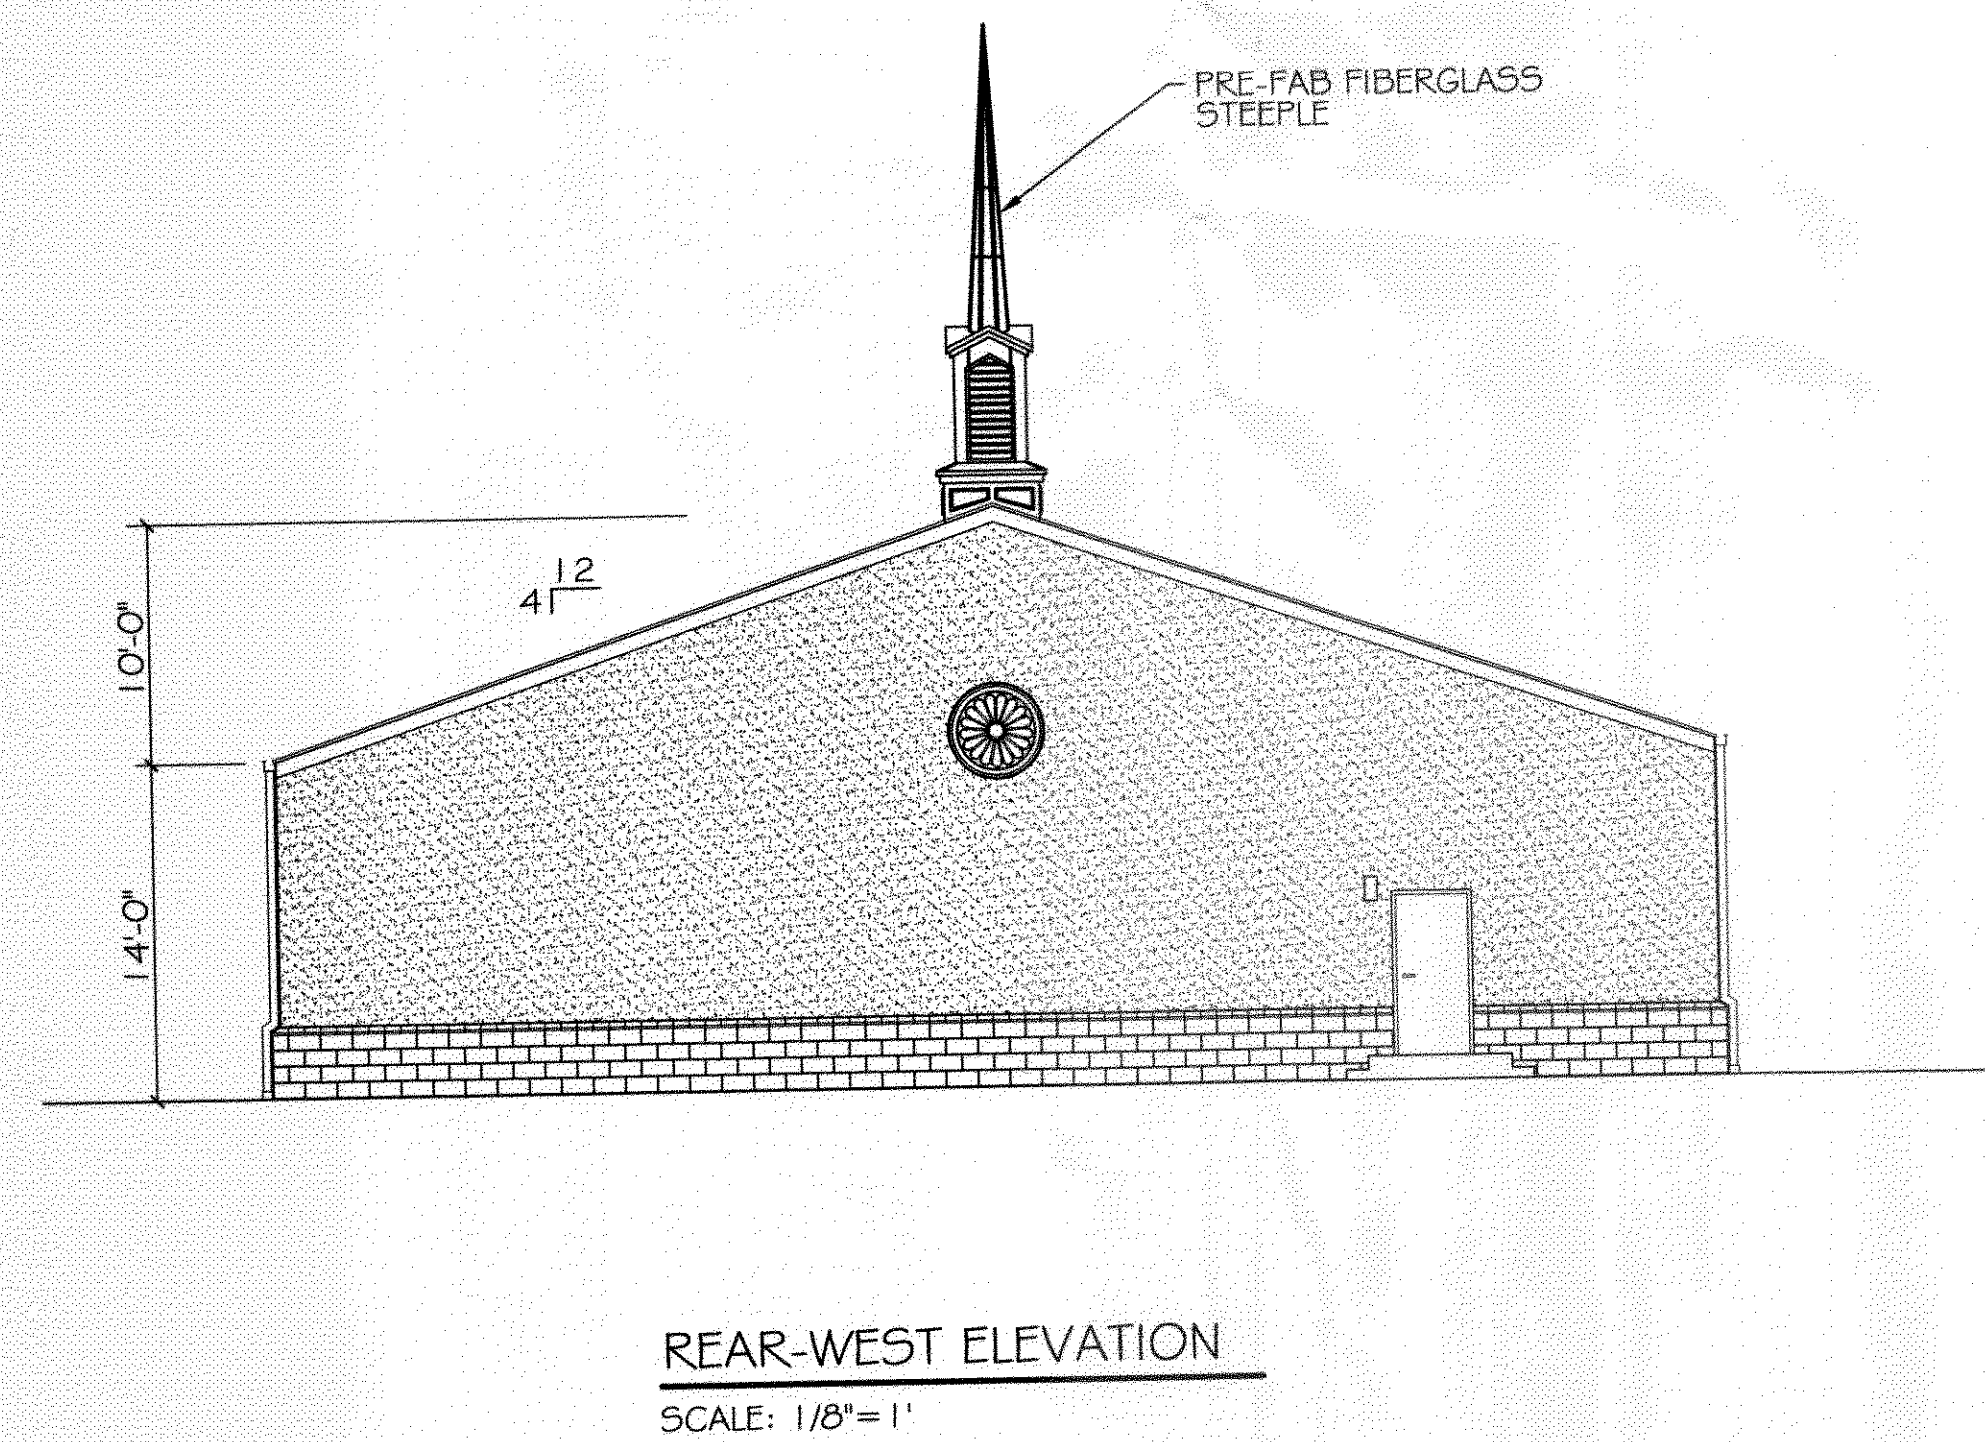 PRE-FAB FIBERGLASS
STEEPLE
12
4
10'-0"
14'-0"
REAR-WEST ELEVATION
SCALE: 1/8"=1'